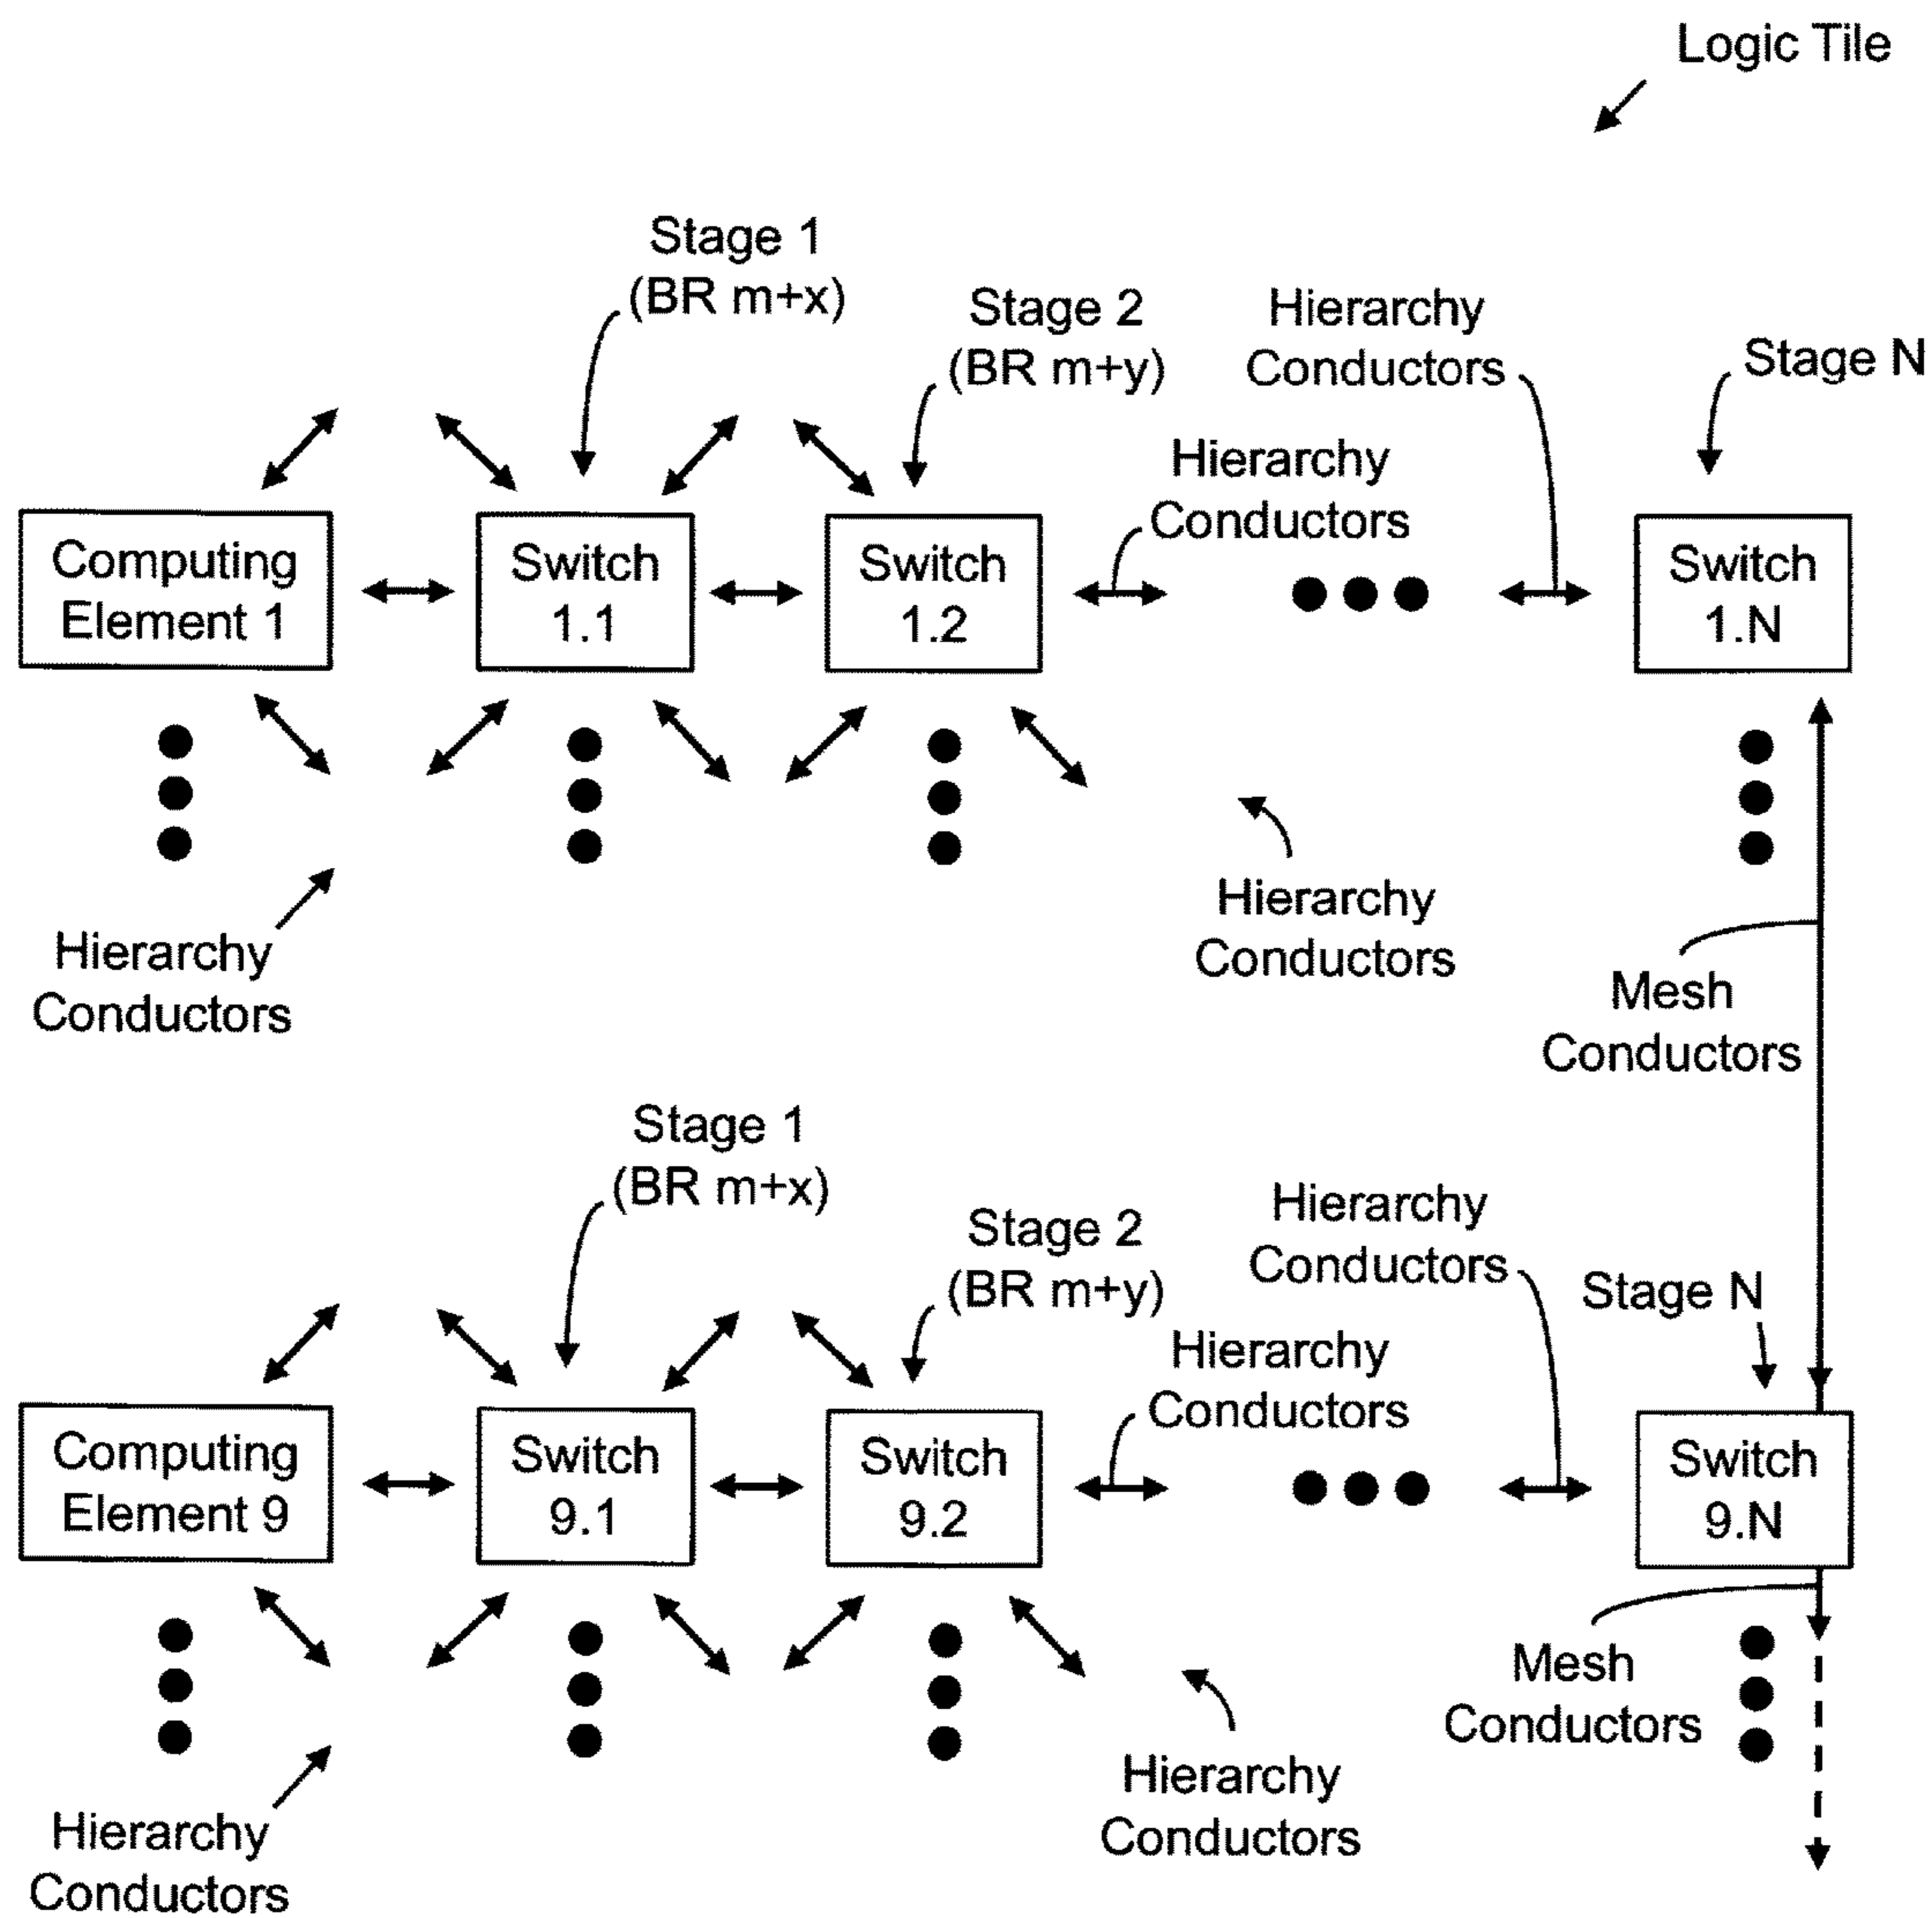 Logic Tile
Stage 1
(BR m+x)
Stage 2
(BR m+y)
Hierarchy
Conductors
Stage N
Hierarchy
Conductors
Computing
Element 1
Switch
1.1
Switch
1.2
Switch
1.N
Hierarchy
Conductors
Hierarchy
Conductors
Mesh
Conductors
Stage 1
(BR m+x)
Stage 2
(BR m+y)
Hierarchy
Conductors
Stage N
Hierarchy
Conductors
Computing
Element 9
Switch
9.1
Switch
9.2
Switch
9.N
Mesh
Conductors
Hierarchy
Conductors
Hierarchy
Conductors